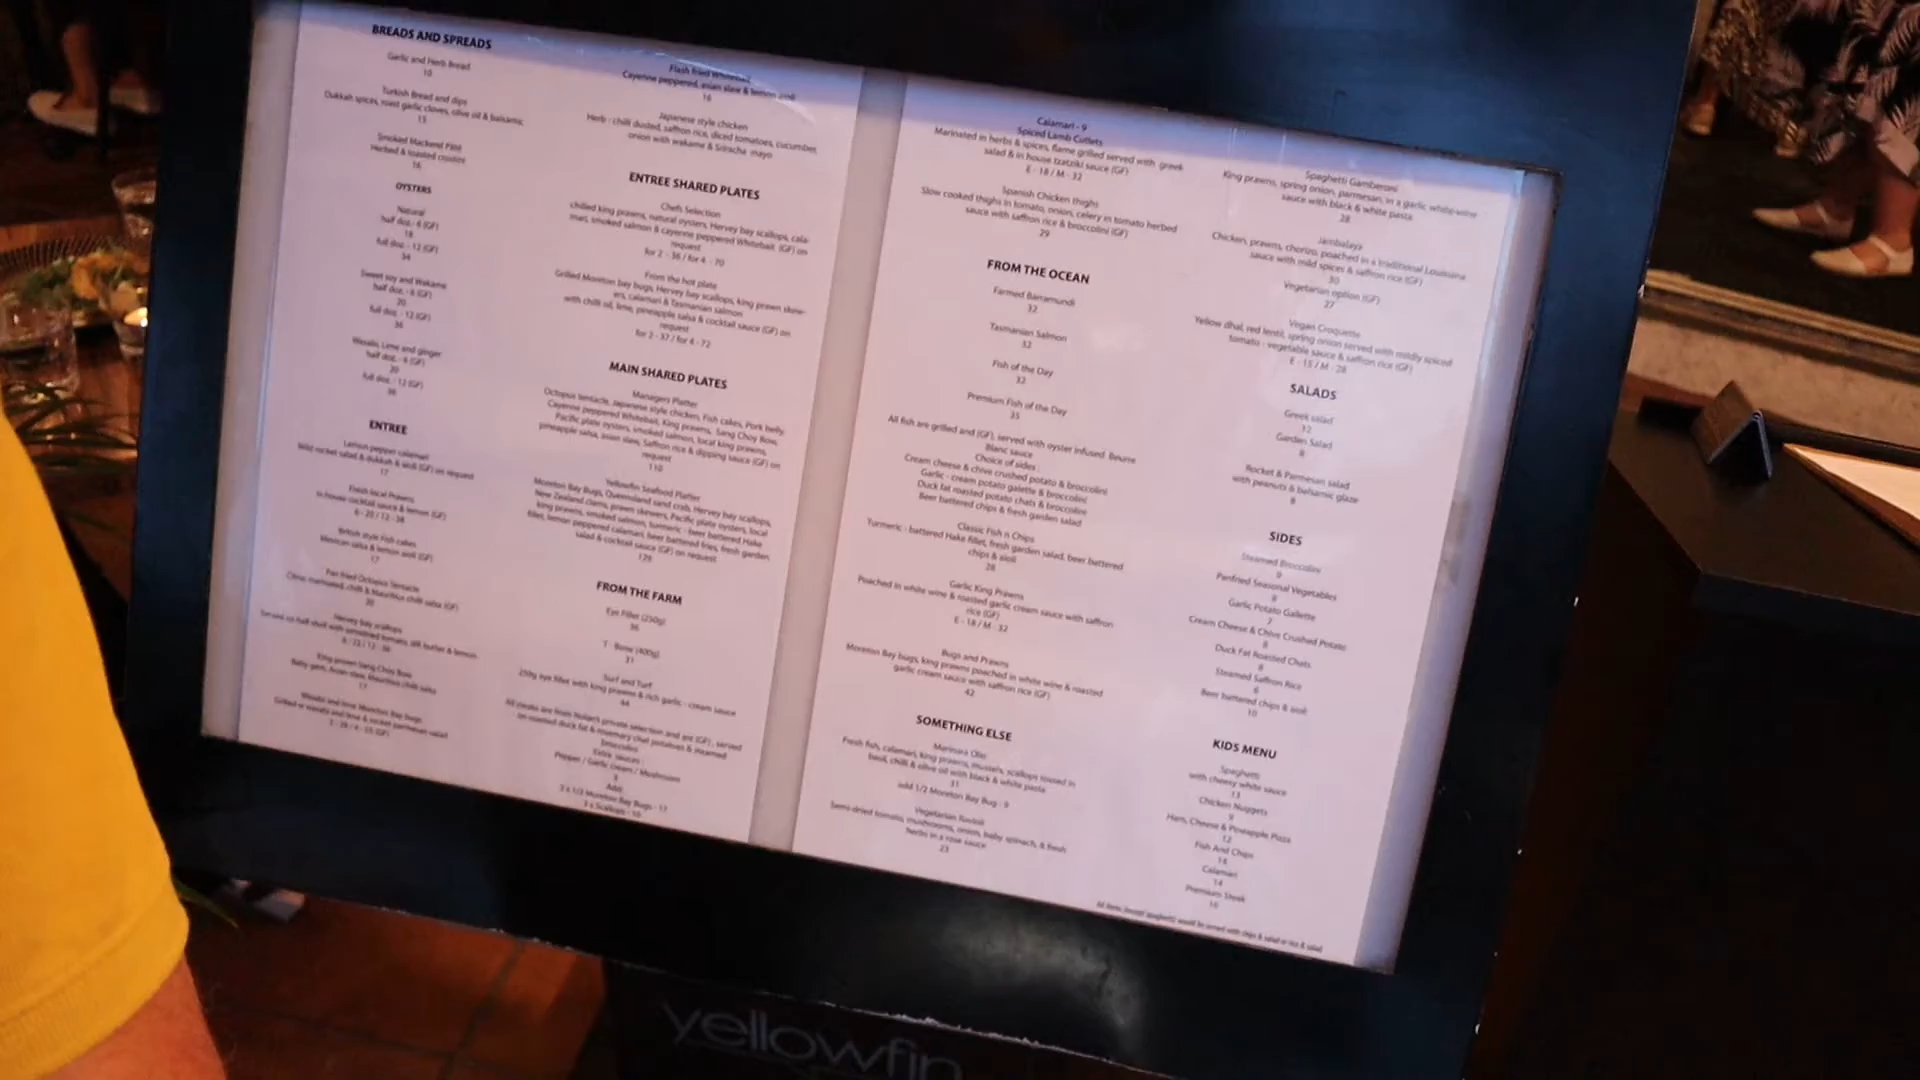 BREADS AND SPREADS
Garlic and Herb Bread
10
Turkish Bread and dips
Dukkah spices, roast garlic cloves, olive oil & balsamic
15
Smoked Mackerel Pâté
Herbed & toasted crostini
16
OYSTERS
Natural
half doz. - 6 (GF)
18
full doz. - 12 (GF)
34
Sweet soy and Wakame
half doz. - 6 (GF)
20
full doz. - 12 (GF)
36
Wasabi, Lime and ginger
half doz. - 6 (GF)
20
full doz. - 12 (GF)
36
ENTREE
Lemon pepper calamari
Wild rocket salad & dukkah & aioli (GF) on request
17
Fresh local Prawns
In house cocktail sauce & lemon (GF)
6 - 20 / 12 - 38
British style Fish cakes
Mexican salsa & lemon aioli (GF)
17
Pan fried Octopus Tentacle
Citrus marinated, chilli & Mauritius chilli salsa (GF)
20
Hervey bay scallops
Served on half shell with semidried tomato, dill butter & lemon
King prawn Sang Choy Bow
Baby gem, Asian slaw, Mauritius chilli salsa
17
Wasabi and lime Moreton Bay bugs
Flash fried Whitebait
Cayenne peppered, asian slaw & lemon aioli
16
Japanese style chicken
Herb - chilli dusted, saffron rice, diced tomatoes, cucumber,
onion with wakame & Sriracha mayo
ENTREE SHARED PLATES
Chefs Selection
chilled king prawns, natural oysters, Hervey bay scallops, cala-
mari, smoked salmon & cayenne peppered Whitebait (GF) on
request
for 2 - 36 / for 4 - 70
From the hot plate
Grilled Moreton bay bugs, Hervey bay scallops, king prawn skew-
ers, calamari & Tasmanian salmon
with chilli oil, lime, pineapple salsa & cocktail sauce (GF) on
request
for 2 - 37 / for 4 - 72
MAIN SHARED PLATES
Managers Platter
Octopus tentacle, Japanese style chicken, Fish cakes, Pork belly,
Cayenne peppered Whitebait, King prawns, Sang Choy Bow,
Pacific plate oysters, smoked salmon, local king prawns,
pineapple salsa, asian slaw, Saffron rice & dipping sauce (GF) on
request
110
Yellowfin Seafood Platter
Moreton Bay Bugs, Queensland sand crab, Hervey bay scallops,
New Zealand clams, prawn skewers, Pacific plate oysters, local
king prawns, smoked salmon, turmeric - beer battered Hake
fillet, lemon peppered calamari, beer battered fries, fresh garden
salad & cocktail sauce (GF) on request
129
FROM THE FARM
Eye Fillet (250g)
36
T - Bone (400g)
31
Surf and Turf
250g eye fillet with king prawns & rich garlic - cream sauce
44
All steaks are from Nolan's private selection and are (GF), served
on roasted duck fat & rosemary chat potatoes & steamed
broccolini
Extra sauces :
Pepper / Garlic cream / Mushroom
3
Add:
2 x 1/2 Moreton Bay Bugs - 17
3 x Scallops - 10
Calamari - 9
Spiced Lamb Cutlets
Marinated in herbs & spices, flame grilled served with greek
salad & in house tzatziki sauce (GF)
E - 18 / M - 32
Spanish Chicken thighs
Slow cooked thighs in tomato, onion, celery in tomato herbed
sauce with saffron rice & broccolini (GF)
29
FROM THE OCEAN
Farmed Barramundi
32
Tasmanian Salmon
32
Fish of the Day
32
Premium Fish of the Day
35
All fish are grilled and (GF), served with oyster infused Beurre
Blanc sauce
Choice of sides :
Cream cheese & chive crushed potato & broccolini
Garlic - cream potato galette & broccolini
Duck fat roasted potato chats & broccolini
Beer battered chips & fresh garden salad
Classic Fish n Chips
Turmeric - battered Hake fillet, fresh garden salad, beer battered
chips & aioli
28
Garlic King Prawns
Poached in white wine & roasted garlic cream sauce with saffron
rice (GF)
E - 18 / M - 32
Bugs and Prawns
Moreton Bay bugs, king prawns poached in white wine & roasted
garlic cream sauce with saffron rice (GF)
42
SOMETHING ELSE
Marinara Olio
Fresh fish, calamari, king prawns, mussels, scallops tossed in
basil, chilli & olive oil with black & white pasta
31
add 1/2 Moreton Bay Bug - 9
Vegetarian Ravioli
Semi-dried tomato, mushrooms, onion, baby spinach, & fresh
herbs in a rose sauce
23
Spaghetti Gamberoni
King prawns, spring onion, parmesan, in a garlic white wine
sauce with black & white pasta
28
Jambalaya
Chicken, prawns, chorizo, poached in a traditional Louisiana
sauce with mild spices & saffron rice (GF)
30
Vegetarian option (GF)
27
Vegan Croquette
Yellow dhal, red lentil, spring onion served with mildly spiced
tomato - vegetable sauce & saffron rice (GF)
E - 15 / M - 28
SALADS
Greek salad
12
Garden Salad
8
Rocket & Parmesan salad
with peanuts & balsamic glaze
8
SIDES
Steamed Broccolini
9
Panfried Seasonal Vegetables
8
Garlic Potato Gallette
7
Cream Cheese & Chive Crushed Potato
8
Duck Fat Roasted Chats
8
Steamed Saffron Rice
6
Beer battered chips & aioli
10
KIDS MENU
Spaghetti
with cheesy white sauce
13
Chicken Nuggets
9
Ham, Cheese & Pineapple Pizza
12
Fish And Chips
14
Calamari
14
Premium Steak
16
All items (except spaghetti) would be served with chips & salad or rice & salad
yellowfin